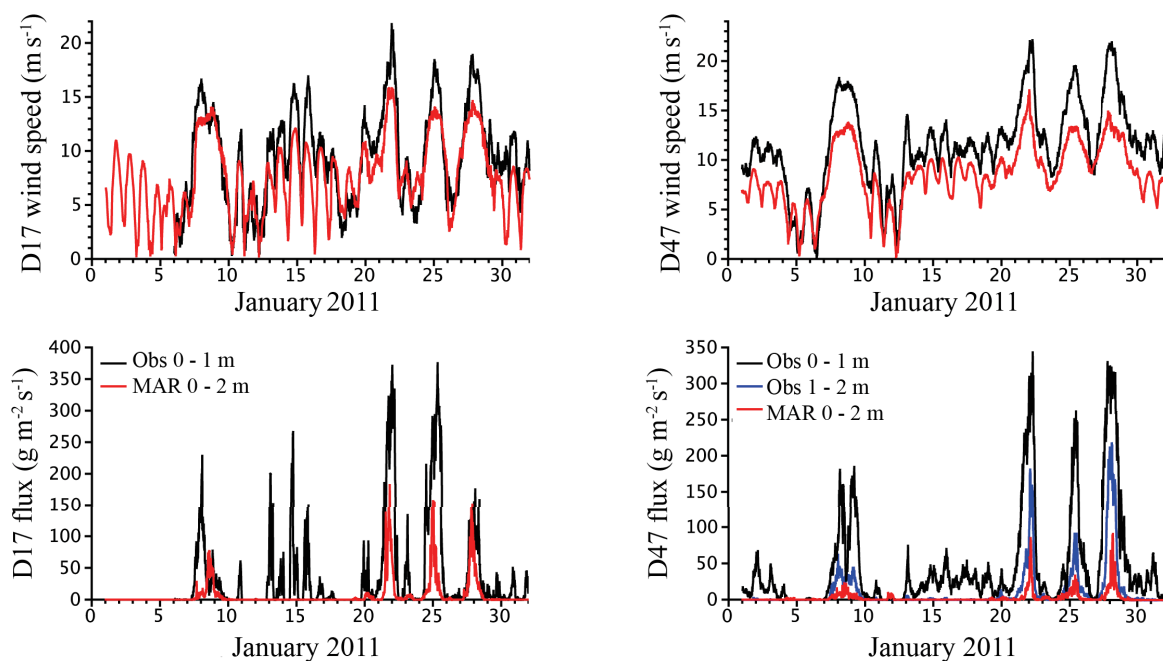 D17 wind speed (m s⁻¹)
20
15
10
5
0
0 5 10 15 20 25 30
January 2011
D47 wind speed (m s⁻¹)
20
15
10
5
0
0 5 10 15 20 25 30
January 2011
D17 flux (g m⁻² s⁻¹)
400
350
300
250
200
150
100
50
0
Obs 0 - 1 m
MAR 0 - 2 m
0 5 10 15 20 25 30
January 2011
D47 flux (g m⁻² s⁻¹)
350
300
250
200
150
100
50
0
Obs 0 - 1 m
Obs 1 - 2 m
MAR 0 - 2 m
0 5 10 15 20 25 30
January 2011